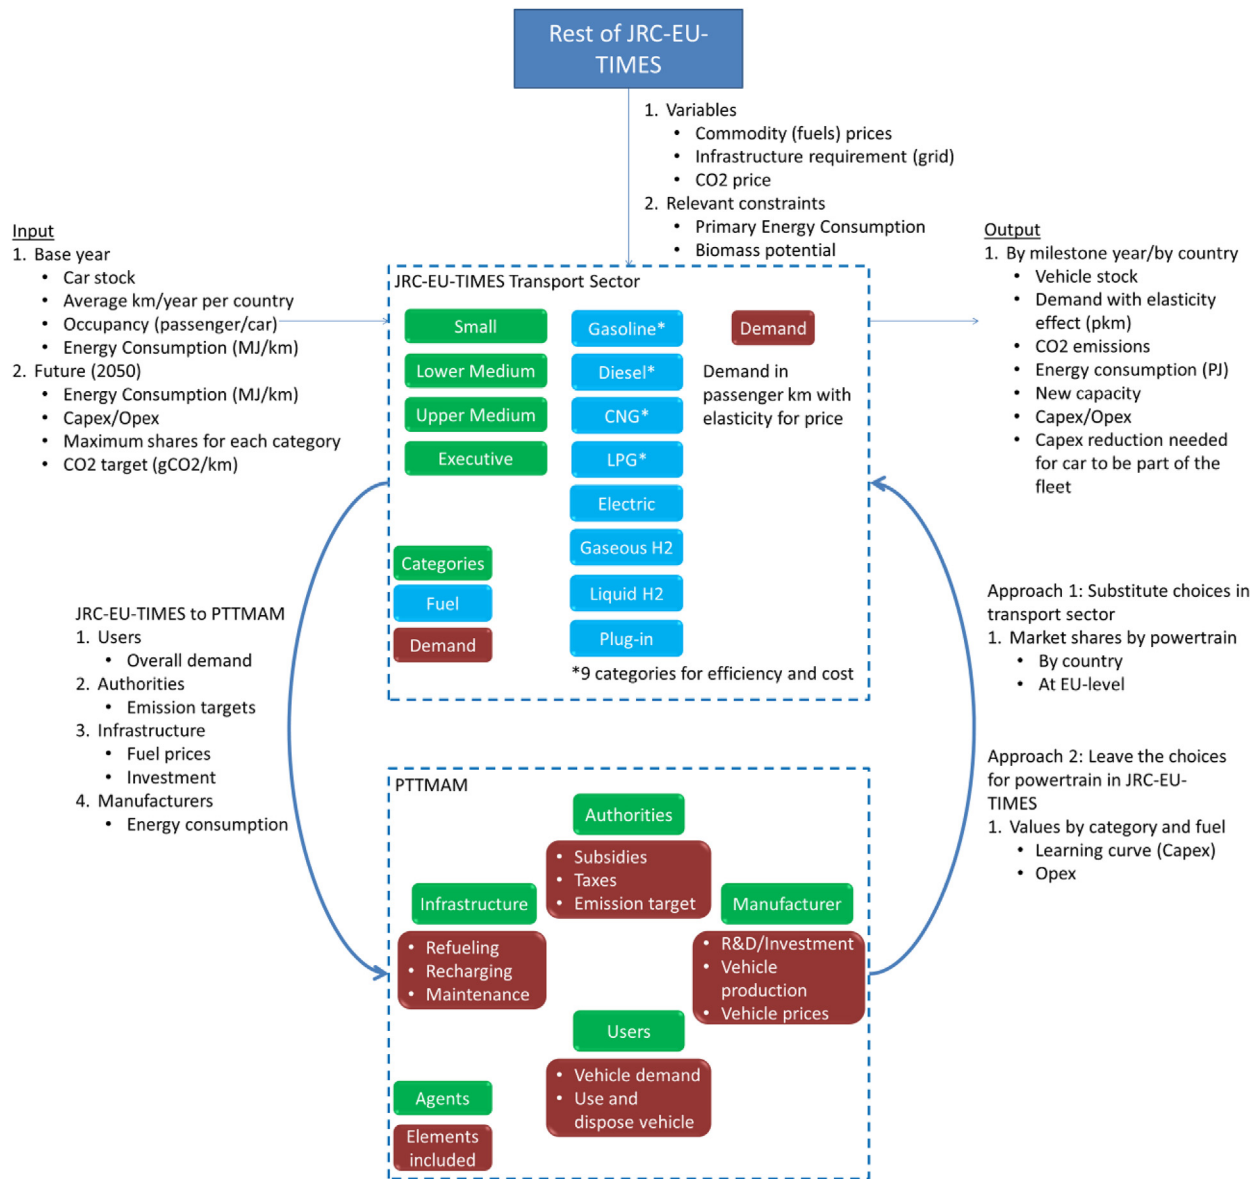 Rest of JRC-EU-
TIMES
1. Variables
• Commodity (fuels) prices
• Infrastructure requirement (grid)
• CO2 price
2. Relevant constraints
• Primary Energy Consumption
• Biomass potential
Input
1. Base year
• Car stock
• Average km/year per country
• Occupancy (passenger/car)
• Energy Consumption (MJ/km)
2. Future (2050)
• Energy Consumption (MJ/km)
• Capex/Opex
• Maximum shares for each category
• CO2 target (gCO2/km)
JRC-EU-TIMES Transport Sector
Small
Lower Medium
Upper Medium
Executive
Gasoline*
Diesel*
CNG*
LPG*
Electric
Gaseous H2
Liquid H2
Plug-in
Demand
Demand in
passenger km with
elasticity for price
Categories
Fuel
Demand
*9 categories for efficiency and cost
Output
1. By milestone year/by country
• Vehicle stock
• Demand with elasticity
effect (pkm)
• CO2 emissions
• Energy consumption (PJ)
• New capacity
• Capex/Opex
• Capex reduction needed
for car to be part of the
fleet
JRC-EU-TIMES to PTTMAM
1. Users
• Overall demand
2. Authorities
• Emission targets
3. Infrastructure
• Fuel prices
• Investment
4. Manufacturers
• Energy consumption
Approach 1: Substitute choices in
transport sector
1. Market shares by powertrain
• By country
• At EU-level
Approach 2: Leave the choices
for powertrain in JRC-EU-
TIMES
1. Values by category and fuel
• Learning curve (Capex)
• Opex
PTTMAM
Authorities
• Subsidies
• Taxes
• Emission target
Infrastructure
• Refueling
• Recharging
• Maintenance
Manufacturer
• R&D/Investment
• Vehicle
production
• Vehicle prices
Users
• Vehicle demand
• Use and
dispose vehicle
Agents
Elements
included